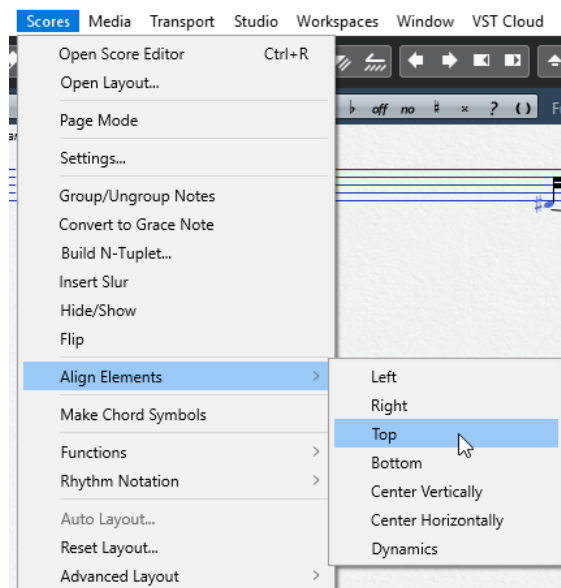 Scores Media Transport Studio Workspaces Window VST Cloud
Open Score Editor Ctrl+R
Open Layout...
off no ? ( )
Page Mode
Settings...
Group/Ungroup Notes
Convert to Grace Note
Build N-Tuplet...
Insert Slur
Hide/Show
Flip
Align Elements >
Left
Right
Make Chord Symbols
Top
Functions >
Bottom
Rhythm Notation >
Center Vertically
Auto Layout...
Center Horizontally
Reset Layout...
Dynamics
Advanced Layout >